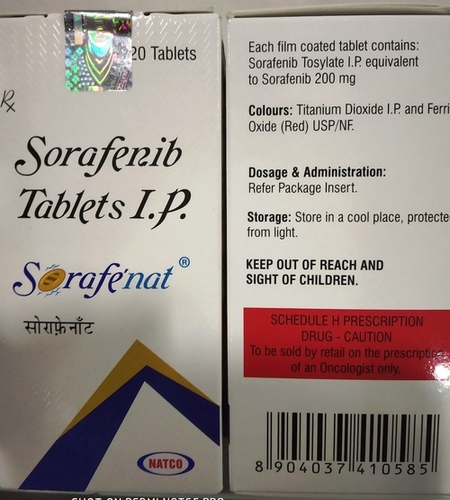 20 Tablets
Rx
Sorafenib
Tablets I.P.
Sorafenat®
सोराफ़ेनॉट
NATCO
Each film coated tablet contains:
Sorafenib Tosylate I.P. equivalent
to Sorafenib 200 mg
Colours: Titanium Dioxide I.P. and Ferri
Oxide (Red) USP/NF.
Dosage & Administration:
Refer Package Insert.
Storage: Store in a cool place, protecte
from light.
KEEP OUT OF REACH AND
SIGHT OF CHILDREN.
SCHEDULE H PRESCRIPTION
DRUG - CAUTION
To be sold by retail on the prescription
of an Oncologist only.
8 904037 410585